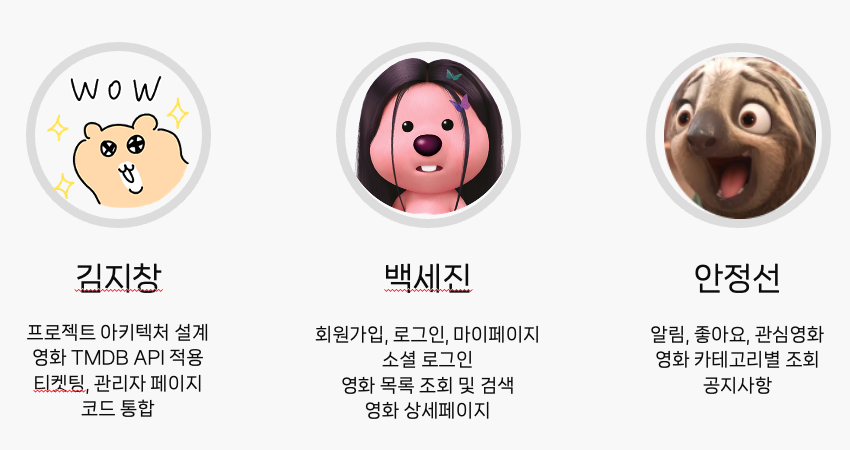 WOW
김지창
프로젝트 아키텍처 설계
영화 TMDB API 적용
티켓팅, 관리자 페이지
코드 통합
백세진
회원가입, 로그인, 마이페이지
소셜 로그인
영화 목록 조회 및 검색
영화 상세페이지
안정선
알림, 좋아요, 관심영화
영화 카테고리별 조회
공지사항